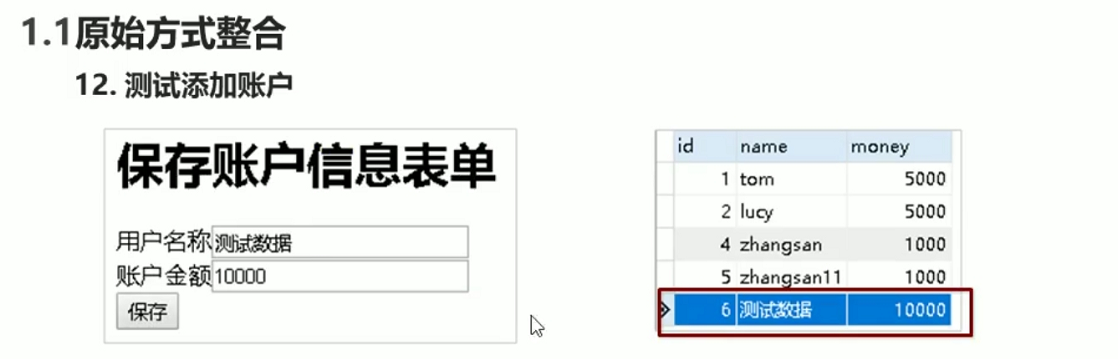 1.1原始方式整合
12. 测试添加账户
保存账户信息表单
用户名称 测试数据
账户金额 10000
保存
id name money
1 tom 5000
2 lucy 5000
4 zhangsan 1000
5 zhangsan11 1000
6 测试数据 10000